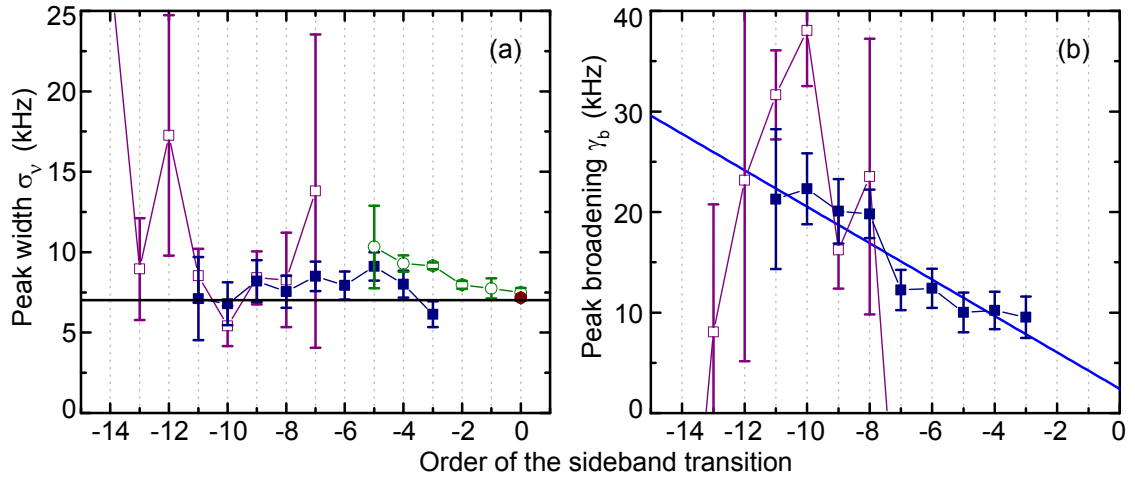 25
20
15
10
5
0
Peak width σν (kHz)
(a)
-14 -12 -10 -8 -6 -4 -2 0
40
30
20
10
0
Peak broadening γb (kHz)
(b)
-14 -12 -10 -8 -6 -4 -2 0
Order of the sideband transition